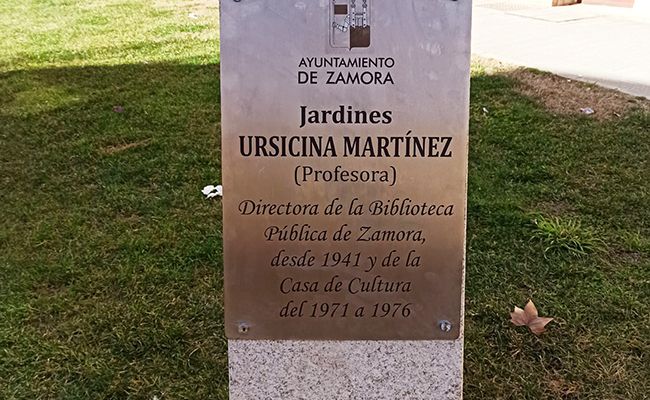 AYUNTAMIENTO
DE ZAMORA
Jardines
URSICINA MARTÍNEZ
(Profesora)
Directora de la Biblioteca
Pública de Zamora,
desde 1941 y de la
Casa de Cultura
del 1971 a 1976